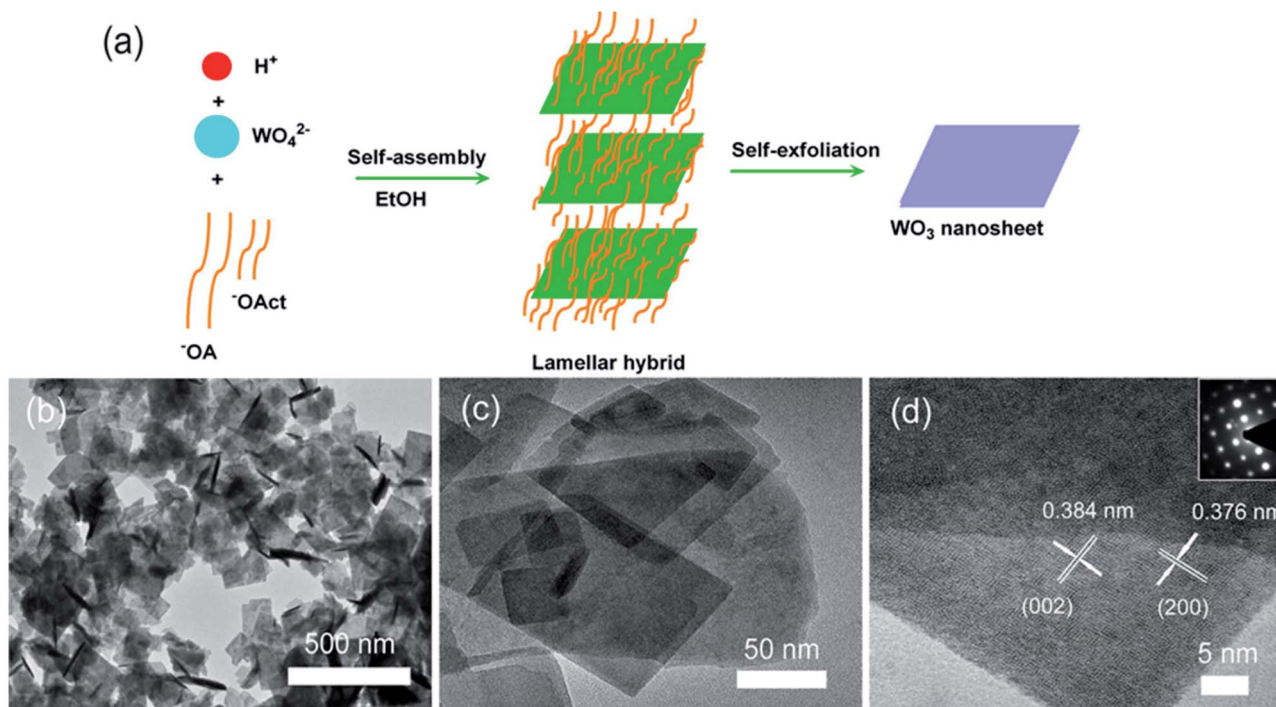 (a)
H⁺
+
WO₄²⁻
+
⁻OAct
⁻OA
Self-assembly
EtOH
Lamellar hybrid
Self-exfoliation
WO₃ nanosheet
(b)
500 nm
(c)
50 nm
(d)
0.384 nm
0.376 nm
(002)
(200)
5 nm